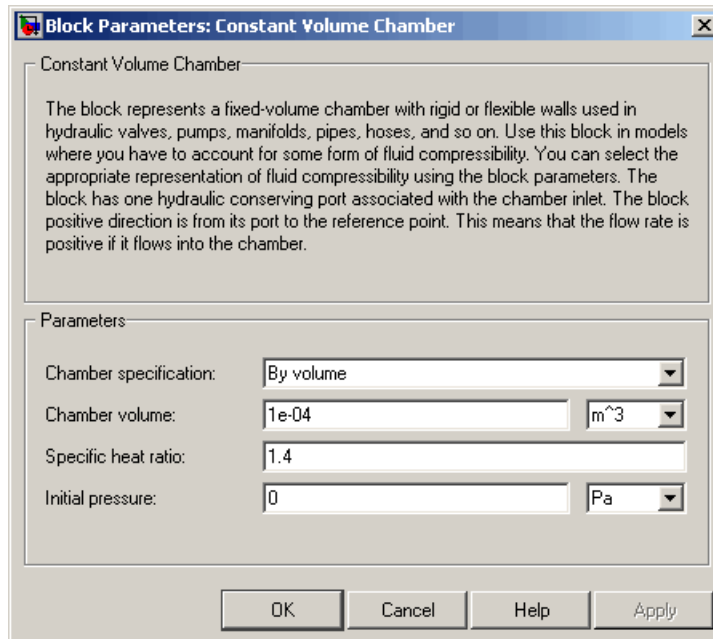 Block Parameters: Constant Volume Chamber
Constant Volume Chamber
The block represents a fixed-volume chamber with rigid or flexible walls used in
hydraulic valves, pumps, manifolds, pipes, hoses, and so on. Use this block in models
where you have to account for some form of fluid compressibility. You can select the
appropriate representation of fluid compressibility using the block parameters. The
block has one hydraulic conserving port associated with the chamber inlet. The block
positive direction is from its port to the reference point. This means that the flow rate is
positive if it flows into the chamber.
Parameters
Chamber specification: By volume
Chamber volume: 1e-04 m^3
Specific heat ratio: 1.4
Initial pressure: 0 Pa
OK Cancel Help Apply